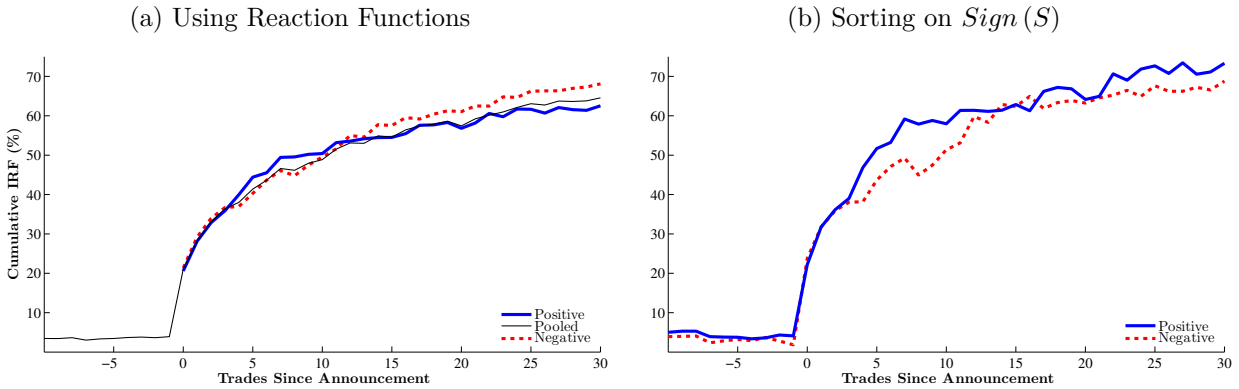 (a) Using Reaction Functions
Cumulative IRF (%)
70
60
50
40
30
20
10
−5 0 5 10 15 20 25 30
Trades Since Announcement
Positive
Pooled
Negative
(b) Sorting on Sign (S)
70
60
50
40
30
20
10
−5 0 5 10 15 20 25 30
Trades Since Announcement
Positive
Negative